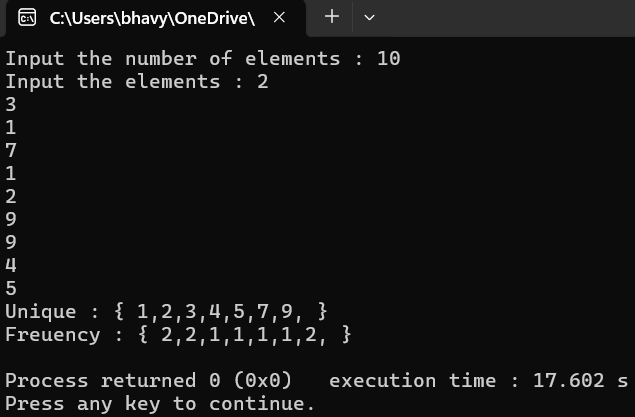 C:\Users\bhavy\OneDrive\
Input the number of elements : 10
Input the elements : 2
3
1
7
1
2
9
9
4
5
Unique : { 1,2,3,4,5,7,9, }
Freuency : { 2,2,1,1,1,1,2, }
Process returned 0 (0x0)   execution time : 17.602 s
Press any key to continue.